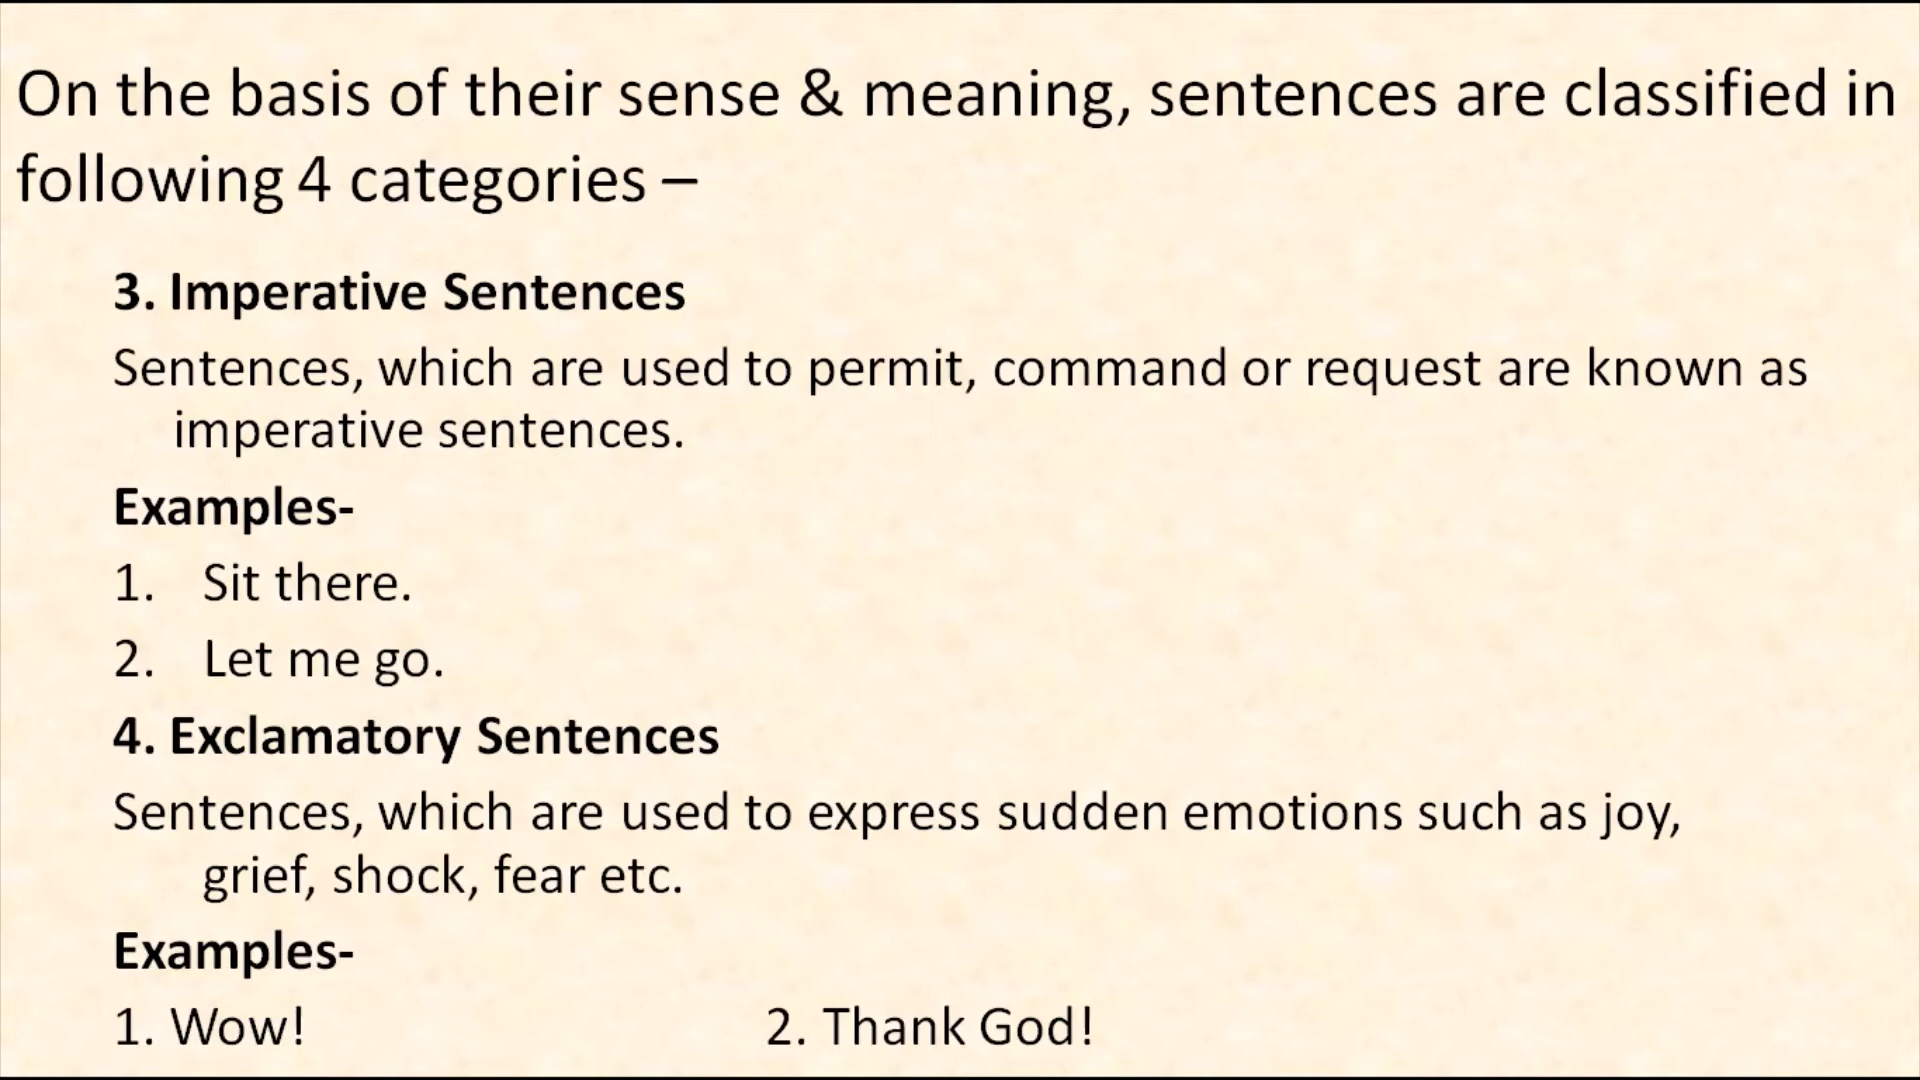 On the basis of their sense & meaning, sentences are classified in
following 4 categories –
3. Imperative Sentences
Sentences, which are used to permit, command or request are known as
imperative sentences.
Examples-
1. Sit there.
2. Let me go.
4. Exclamatory Sentences
Sentences, which are used to express sudden emotions such as joy,
grief, shock, fear etc.
Examples-
1. Wow! 2. Thank God!